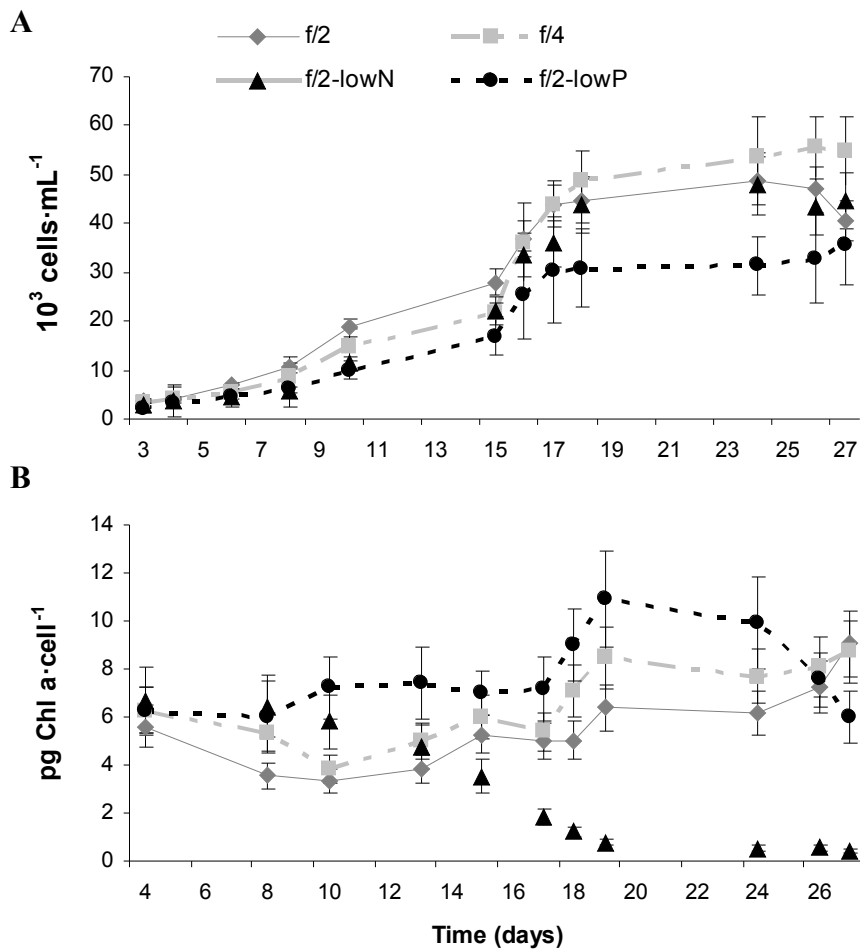 A
f/2
f/4
f/2-lowN
f/2-lowP
70
60
50
40
30
20
10
0
10³ cells·mL⁻¹
3 5 7 9 11 13 15 17 19 21 23 25 27
B
14
12
10
8
6
4
2
0
pg Chl a·cell⁻¹
4 6 8 10 12 14 16 18 20 22 24 26
Time (days)